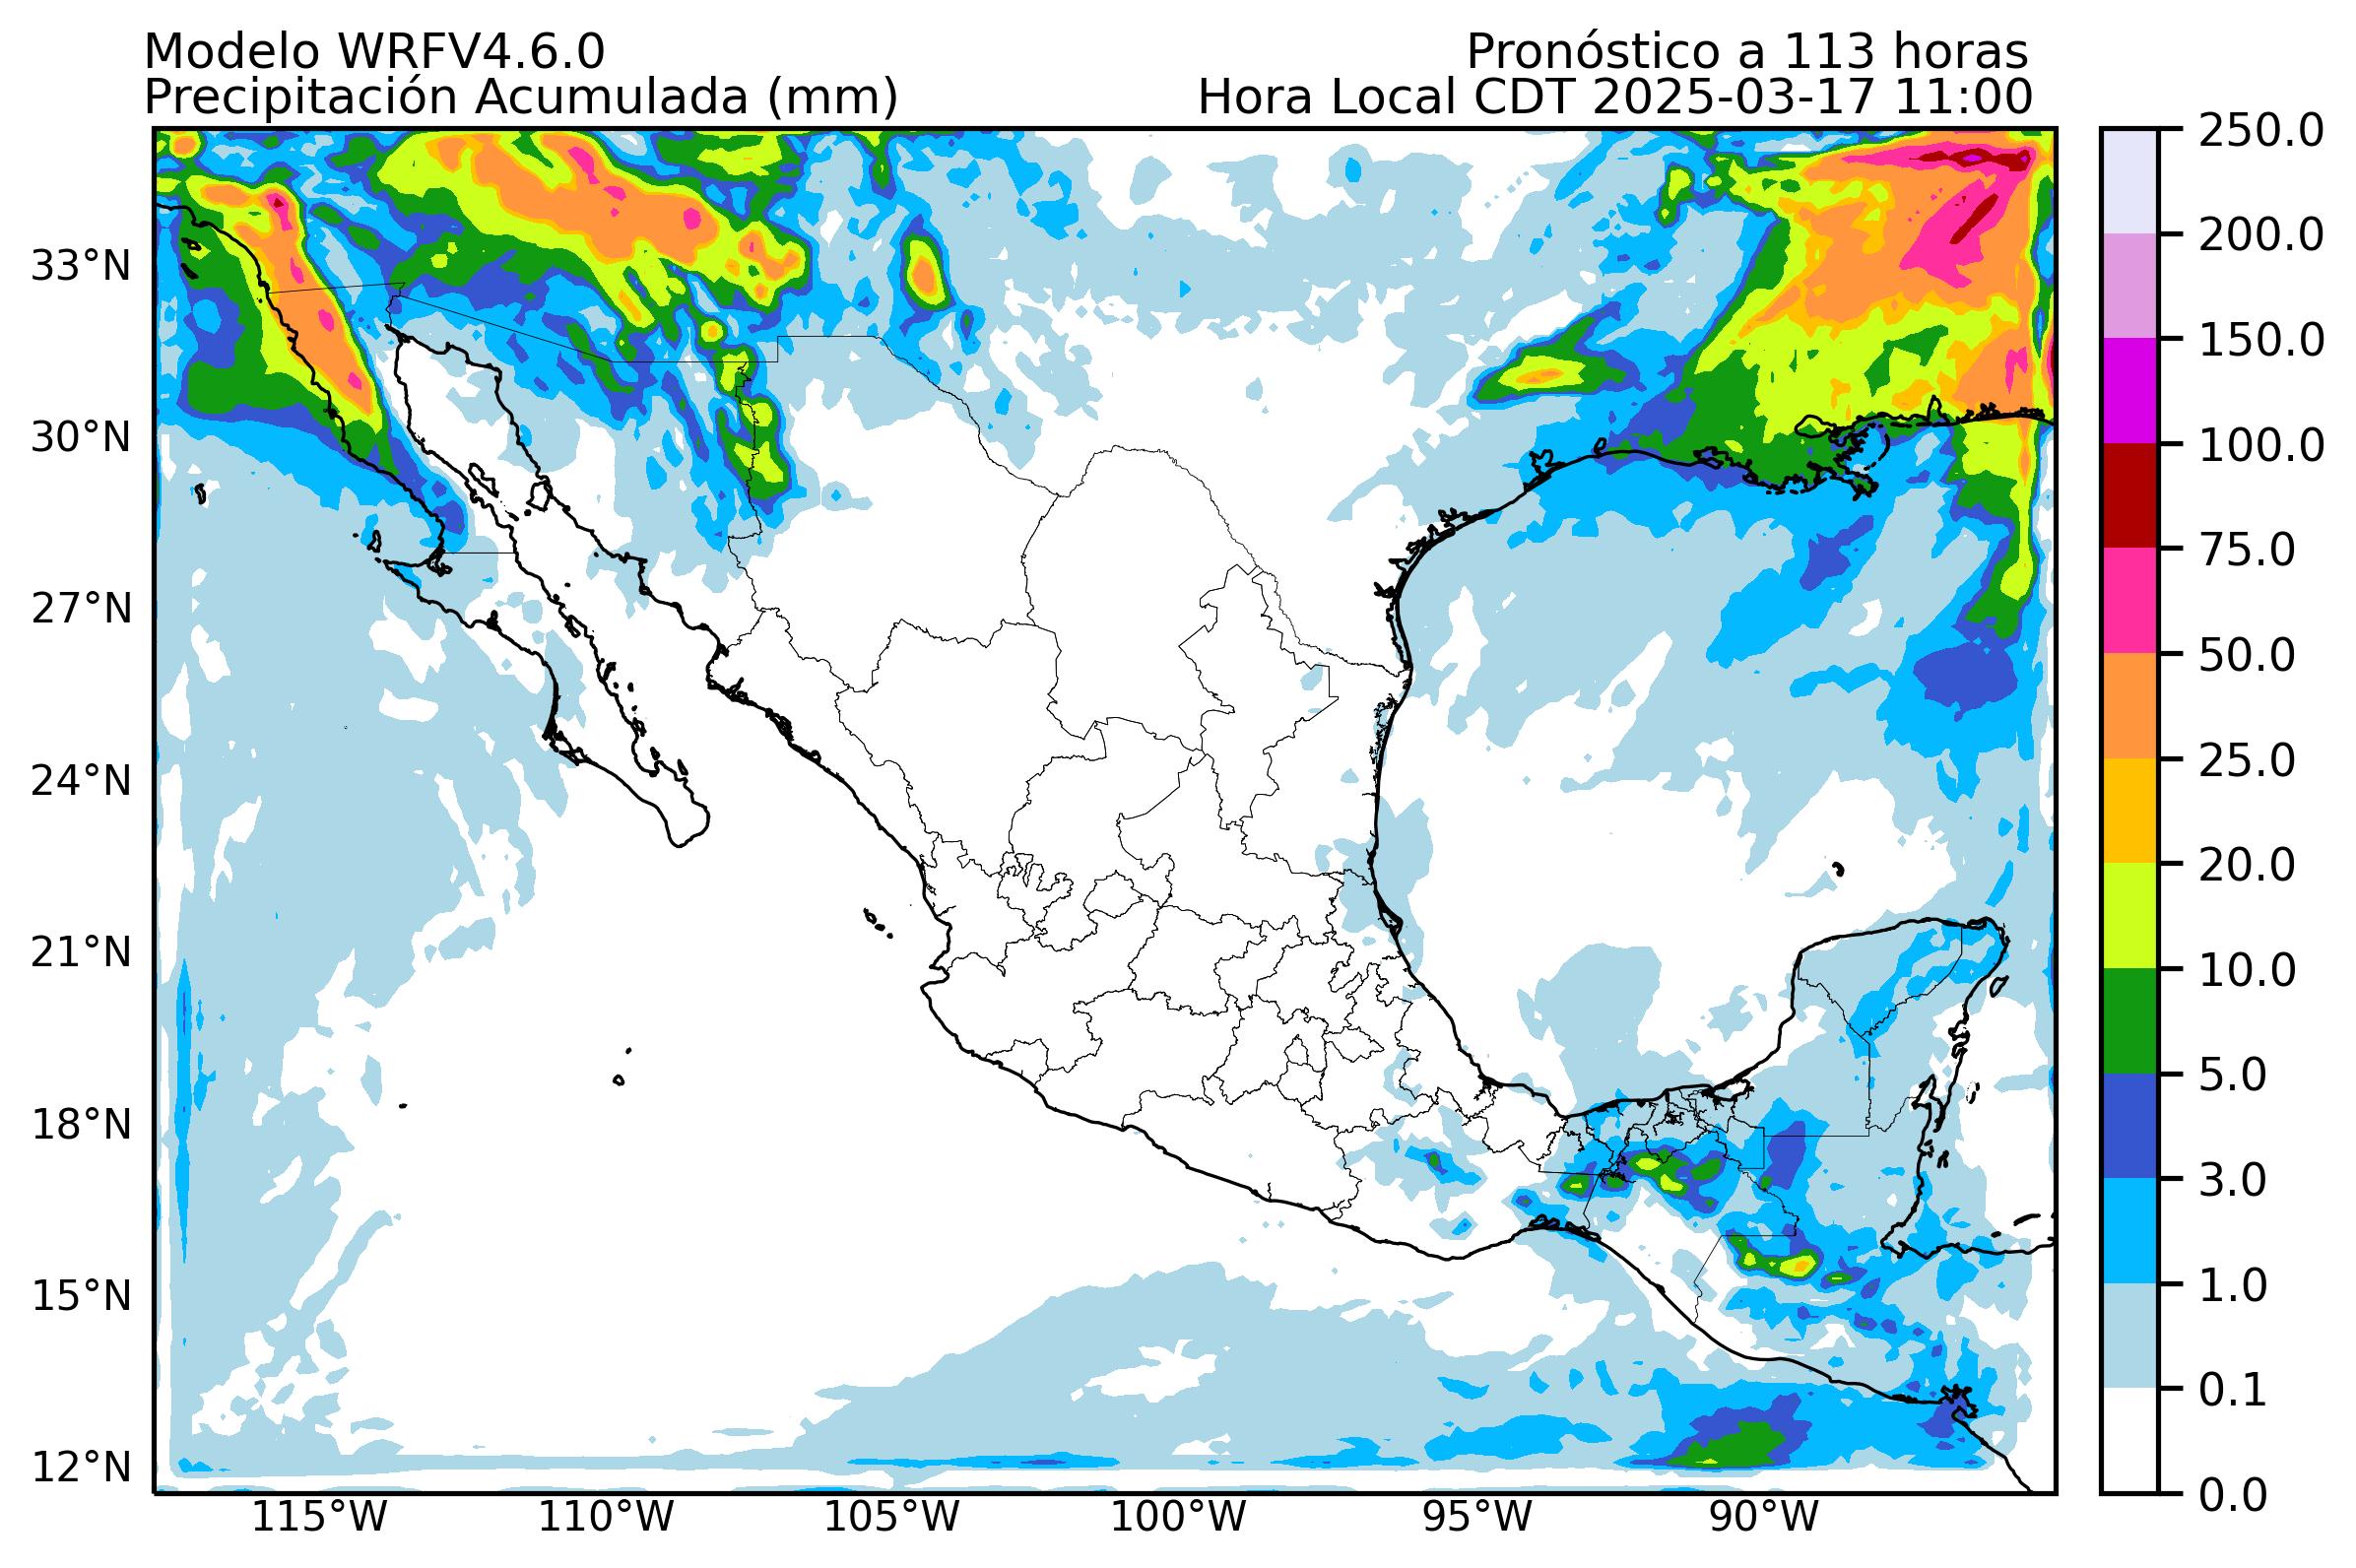 Modelo WRFV4.6.0
Pronóstico a 113 horas
Precipitación Acumulada (mm)
Hora Local CDT 2025-03-17 11:00
33°N
30°N
27°N
24°N
21°N
18°N
15°N
12°N
115°W
110°W
105°W
100°W
95°W
90°W
250.0
200.0
150.0
100.0
75.0
50.0
25.0
20.0
10.0
5.0
3.0
1.0
0.1
0.0